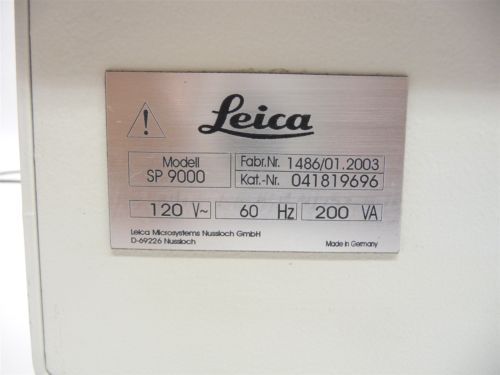 Leica
Modell
SP 9000
Fabr.Nr. 1486/01.2003
Kat.-Nr. 041819696
120 V~ 60 Hz 200 VA
Leica Microsystems Nussloch GmbH
D-69226 Nussloch
Made in Germany